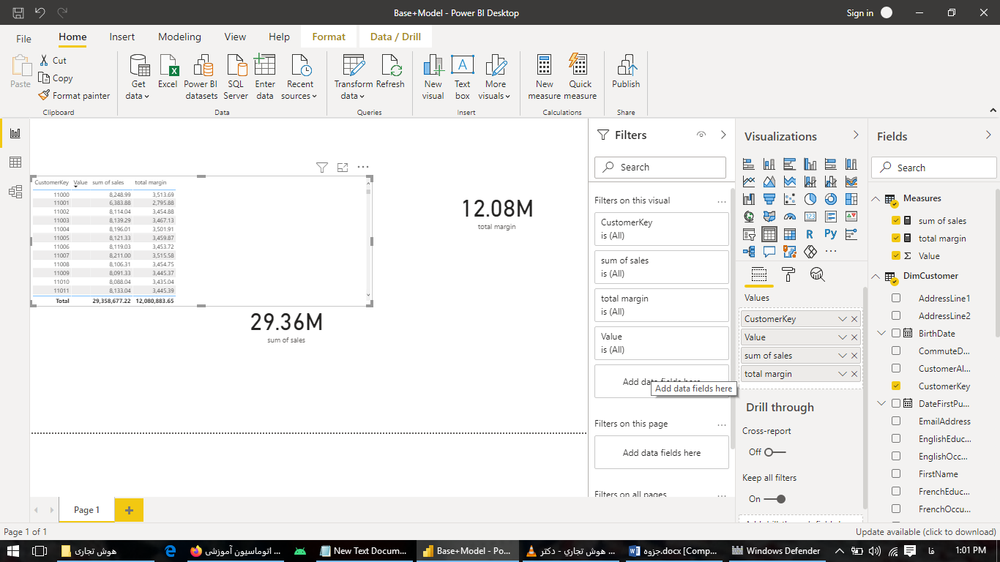 Base+Model - Power BI Desktop
Sign in
File
Home
Insert
Modeling
View
Help
Format
Data / Drill
Paste
Cut
Copy
Format painter
Clipboard
Get data
Excel
Power BI datasets
SQL Server
Enter data
Recent sources
Data
Transform data
Refresh
Queries
New visual
Text box
More visuals
Insert
New measure
Quick measure
Calculations
Publish
Share
CustomerKey Value sum of sales total margin
11000 8,248.99 3,513.69
11001 6,383.88 2,795.88
11002 8,114.04 3,454.88
11003 8,139.29 3,467.13
11004 8,196.01 3,501.91
11005 8,121.33 3,459.87
11006 8,119.03 3,453.72
11007 8,211.00 3,515.58
11008 8,106.31 3,454.75
11009 8,091.33 3,445.37
11010 8,088.04 3,435.04
11011 8,133.04 3,445.39
Total 29,358,677.22 12,080,883.65
12.08M
total margin
29.36M
sum of sales
Filters
Search
Filters on this visual
CustomerKey
is (All)
sum of sales
is (All)
total margin
is (All)
Value
is (All)
Add data fields here
Add data fields here
Filters on this page
Add data fields here
Filters on all pages
Visualizations
R
Py
Values
CustomerKey
Value
sum of sales
total margin
Drill through
Cross-report
Off
Keep all filters
On
Fields
Search
Measures
sum of sales
total margin
Value
DimCustomer
AddressLine1
AddressLine2
BirthDate
CommuteD...
CustomerAl...
CustomerKey
DateFirstPu...
EmailAddress
EnglishEduc...
EnglishOcc...
FirstName
FrenchEduc...
FrenchOccu...
Page 1
Page 1 of 1
Update available (click to download)
هوش تجاری
اتوماسیون آموزشی ...
New Text Docum...
Base+Model - Po...
هوش تجاري - دکتر ...
جزوه.docx [Comp...
Windows Defender
فا
1:01 PM